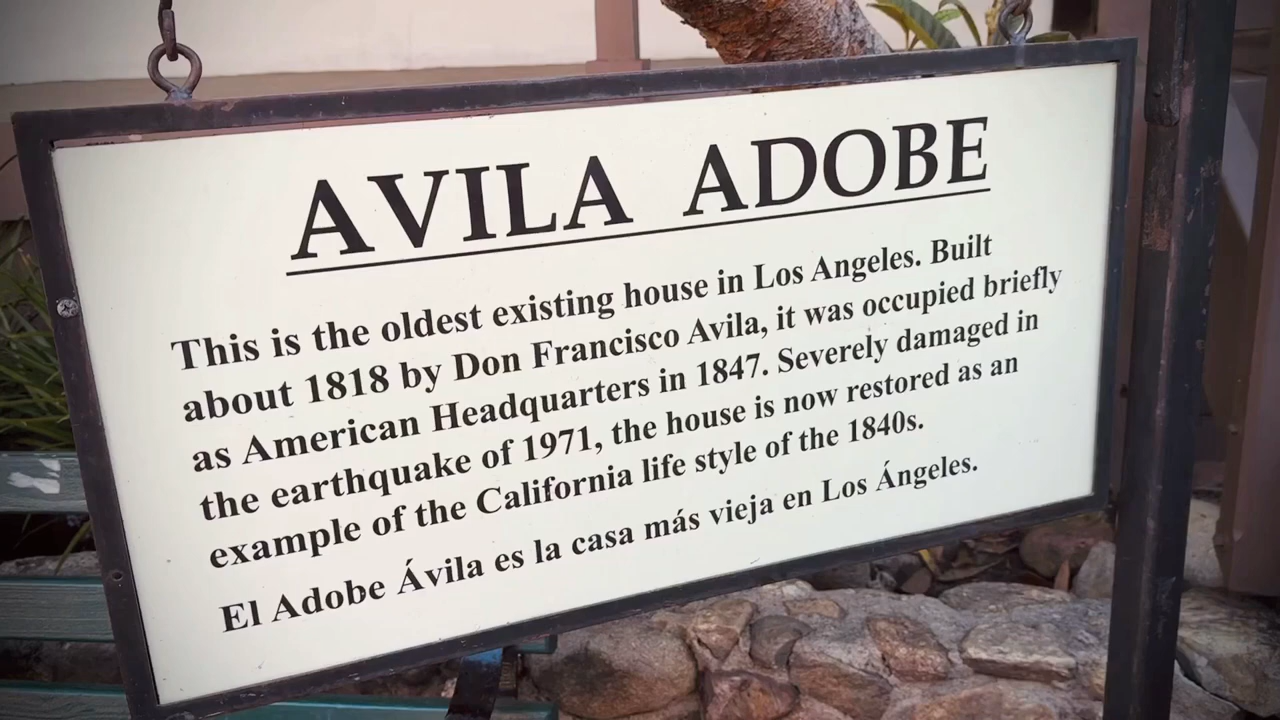 AVILA ADOBE
This is the oldest existing house in Los Angeles. Built
about 1818 by Don Francisco Avila, it was occupied briefly
as American Headquarters in 1847. Severely damaged in
the earthquake of 1971, the house is now restored as an
example of the California life style of the 1840s.
El Adobe Ávila es la casa más vieja en Los Ángeles.